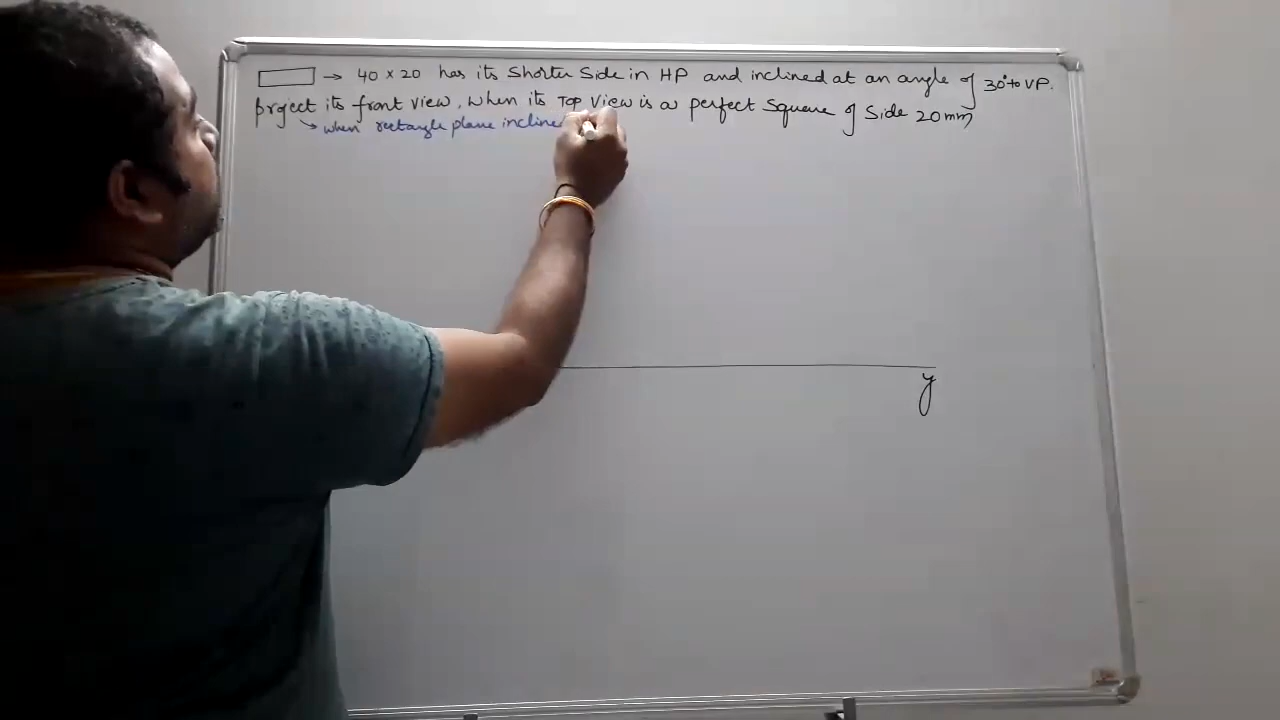 → 40 × 20 has its Shorter Side in HP and inclined at an angle of 30° to VP.
project its front view, when its Top View is a perfect Square of Side 20mm
↳ when rectangle plane incline
y